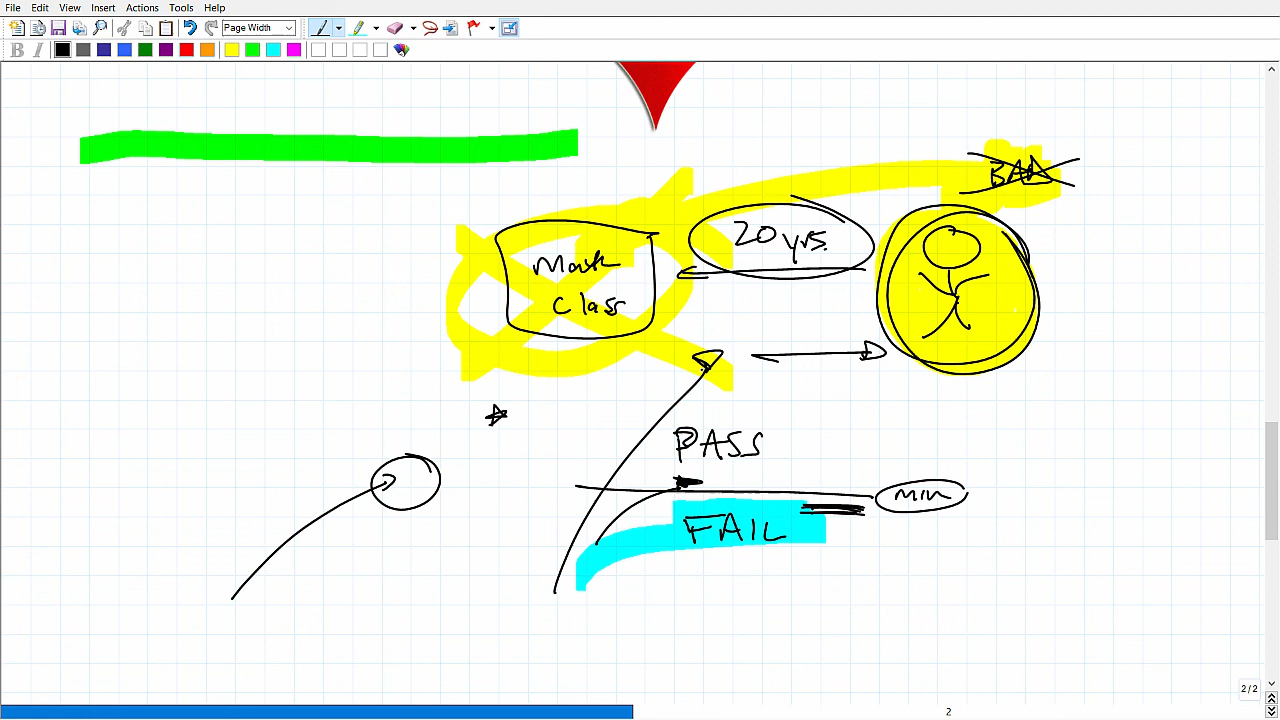 File Edit View Insert Actions Tools Help
Page Width
B I
BAD
20 yrs.
Math
Class
PASS
MIN
FAIL
2/2
2